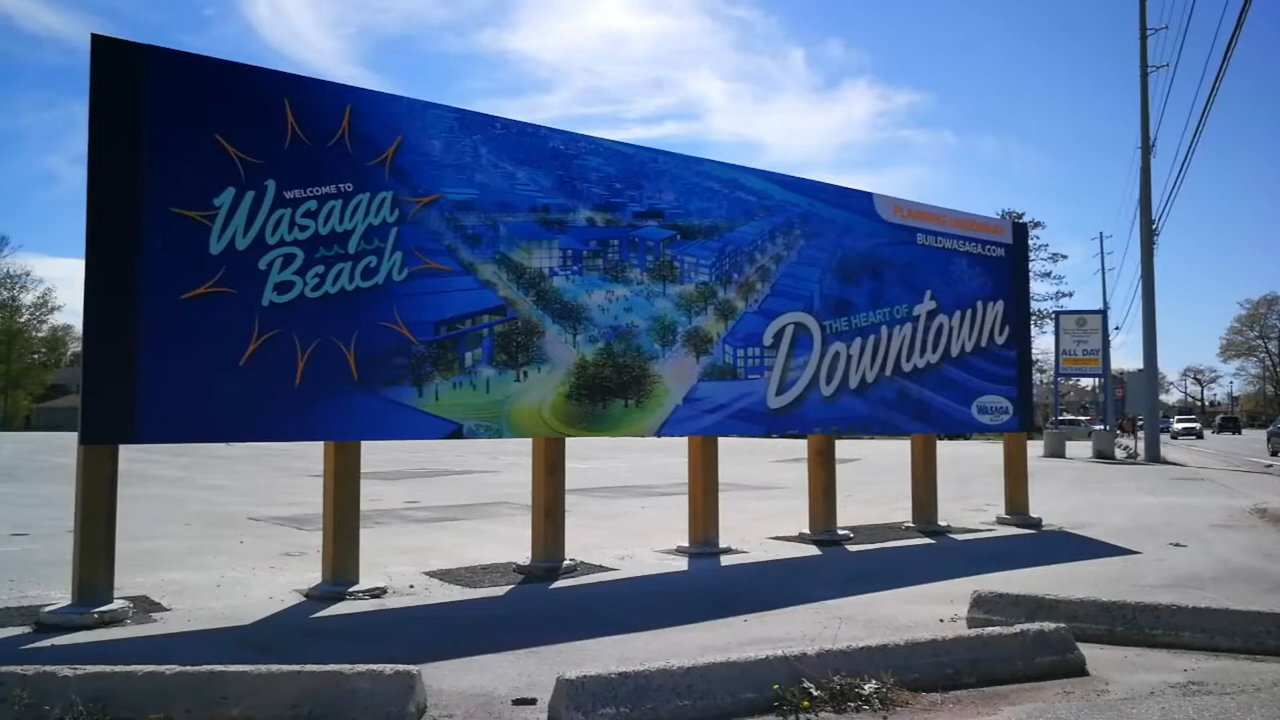 WELCOME TO
Wasaga
Beach
PLANNING UNDERWAY
BUILDWASAGA.COM
THE HEART OF
Downtown
WASAGA
ALL DAY